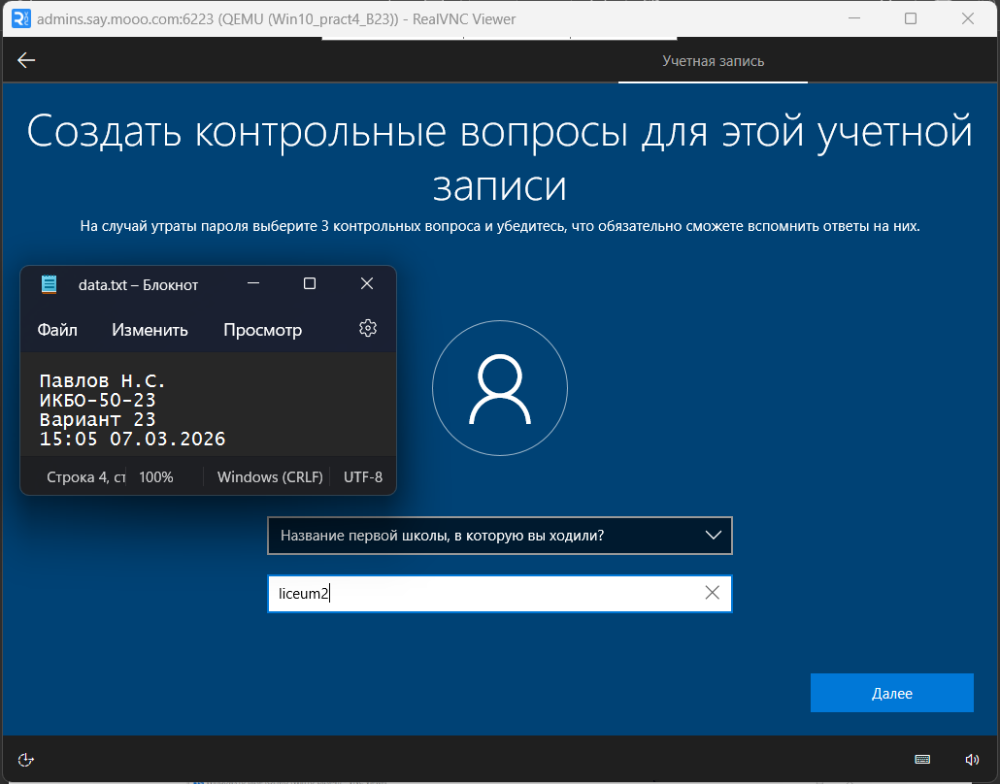 admins.say.mooo.com:6223 (QEMU (Win10_pract4_B23)) - RealVNC Viewer
Учетная запись
Создать контрольные вопросы для этой учетной
записи
На случай утраты пароля выберите 3 контрольных вопроса и убедитесь, что обязательно сможете вспомнить ответы на них.
data.txt – Блокнот
Файл Изменить Просмотр
Павлов Н.С.
ИКБО-50-23
Вариант 23
15:05 07.03.2026
Строка 4, ст 100% Windows (CRLF) UTF-8
Название первой школы, в которую вы ходили?
liceum2
Далее